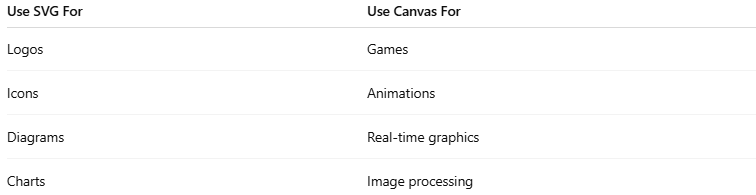 Use SVG For Use Canvas For
Logos Games
Icons Animations
Diagrams Real-time graphics
Charts Image processing